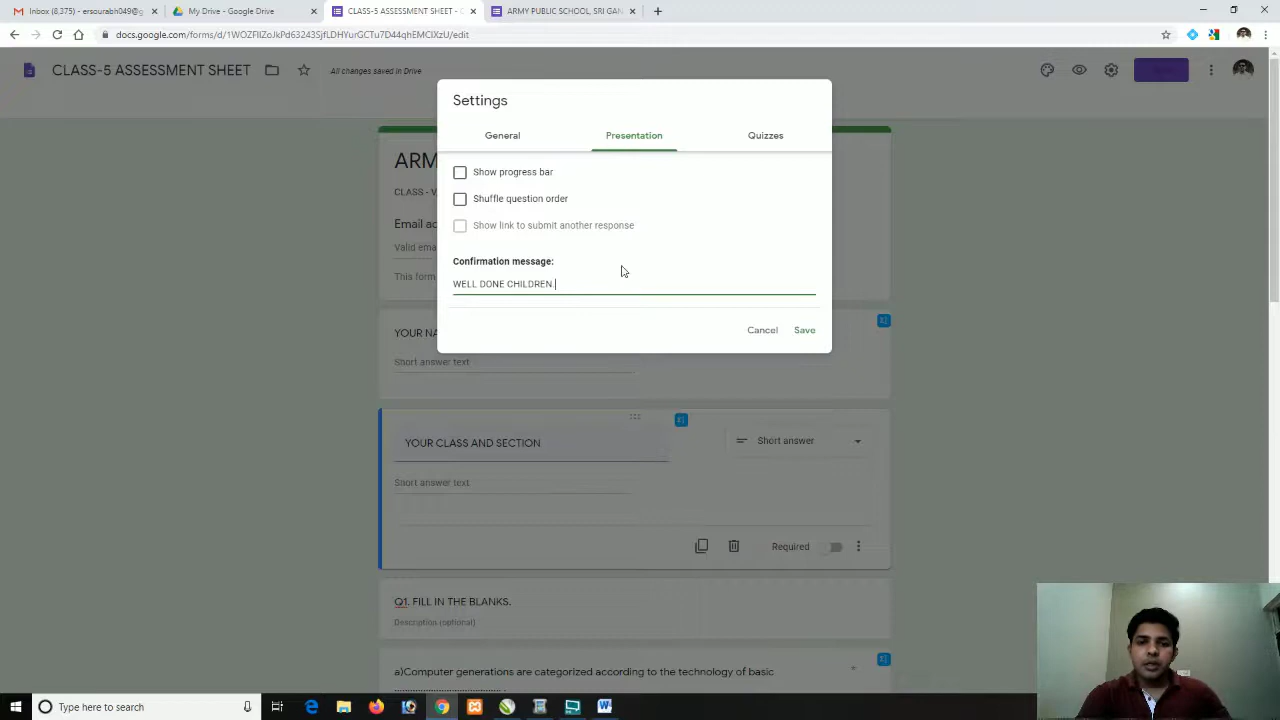 Inbox (8,375) - ersourabh049@g
My Drive - Google Drive
CLASS-5 ASSESSMENT SHEET - G
ARMY PUBLIC SCHOOL, SRI GAN
docs.google.com/forms/d/1WOZFIIZoJkPd63243SjfLDHYurGCTu7D44qhEMCIXzU/edit
CLASS-5 ASSESSMENT SHEET
All changes saved in Drive
Settings
General
Presentation
Quizzes
ARM
CLASS - V
Email ad
Valid ema
This form
Show progress bar
Shuffle question order
Show link to submit another response
Confirmation message:
WELL DONE CHILDREN.
Cancel
Save
YOUR NA
Short answer text
YOUR CLASS AND SECTION
Short answer
Short answer text
Required
Q1. FILL IN THE BLANKS.
Description (optional)
a)Computer generations are categorized according to the technology of basic
Type here to search